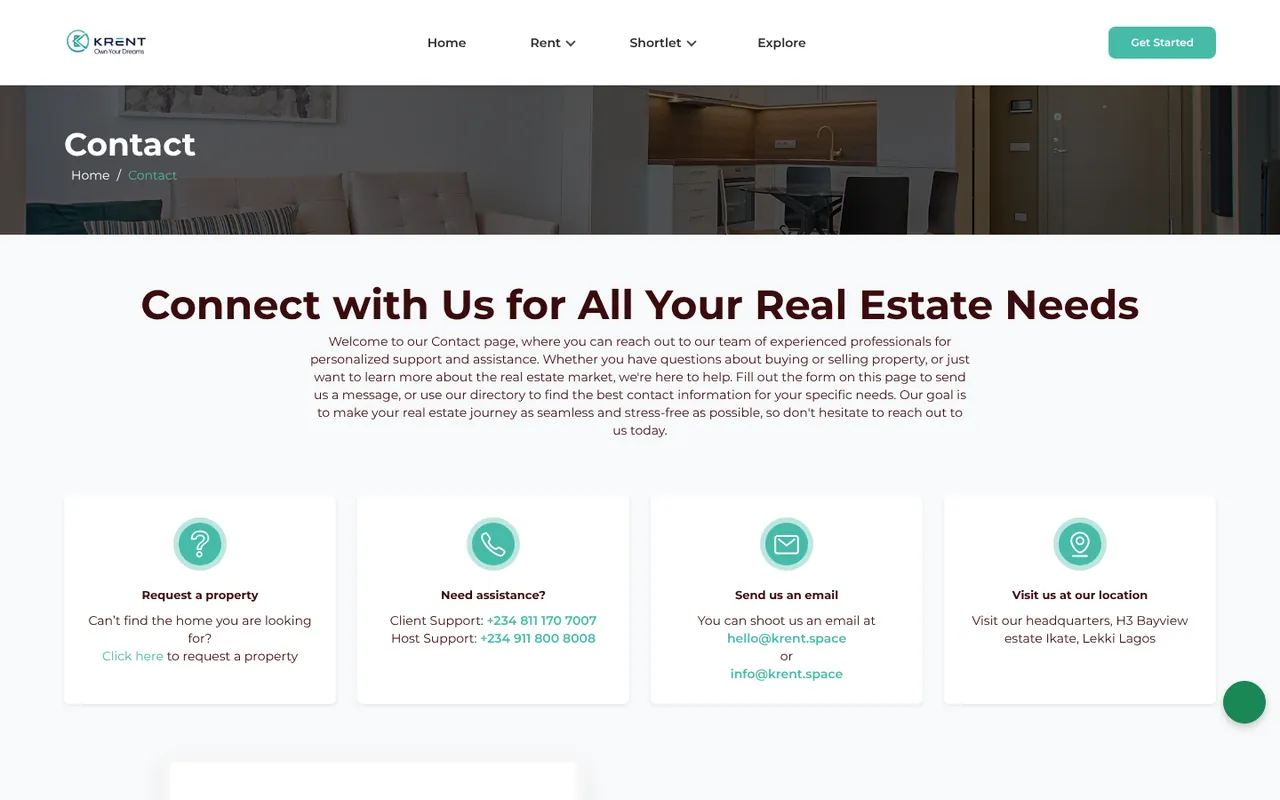 KRENT
Own Your Dreams
Home
Rent
Shortlet
Explore
Get Started
Contact
Home / Contact
Connect with Us for All Your Real Estate Needs
Welcome to our Contact page, where you can reach out to our team of experienced professionals for
personalized support and assistance. Whether you have questions about buying or selling property, or just
want to learn more about the real estate market, we're here to help. Fill out the form on this page to send
us a message, or use our directory to find the best contact information for your specific needs. Our goal is
to make your real estate journey as seamless and stress-free as possible, so don't hesitate to reach out to
us today.
Request a property
Can’t find the home you are looking
for?
Click here to request a property
Need assistance?
Client Support: +234 811 170 7007
Host Support: +234 911 800 8008
Send us an email
You can shoot us an email at
hello@krent.space
or
info@krent.space
Visit us at our location
Visit our headquarters, H3 Bayview
estate Ikate, Lekki Lagos